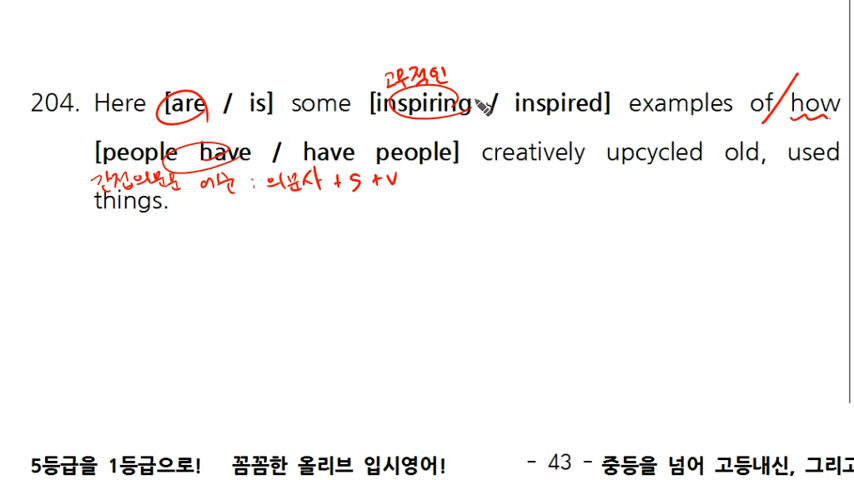 고무적인
204. Here [are / is] some [inspiring / inspired] examples of / how
[people have / have people] creatively upcycled old, used
간접의문문 어순 : 의문사 + S + V
things.
5등급을 1등급으로! 꼼꼼한 올리브 입시영어! - 43 - 중등을 넘어 고등내신, 그리고